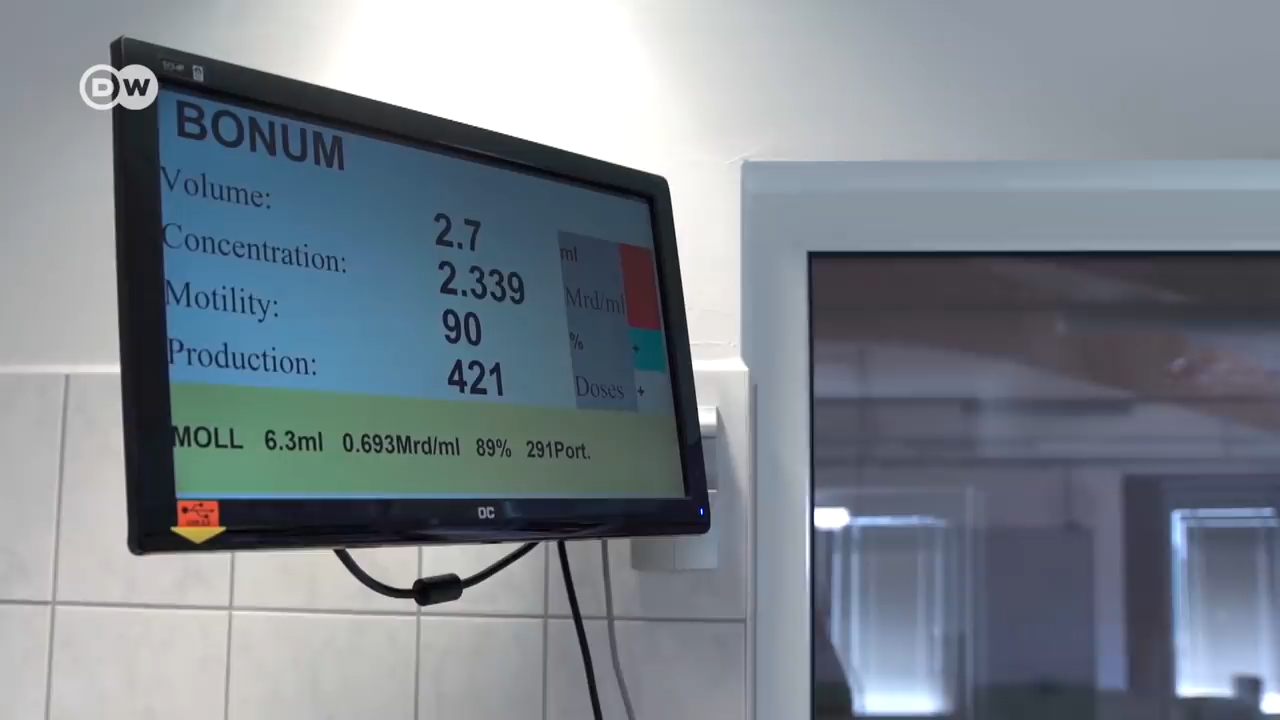 DW
BONUM
Volume: 2.7 ml
Concentration: 2.339 Mrd/ml
Motility: 90 % +
Production: 421 Doses +
MOLL 6.3ml 0.693Mrd/ml 89% 291Port.
OC